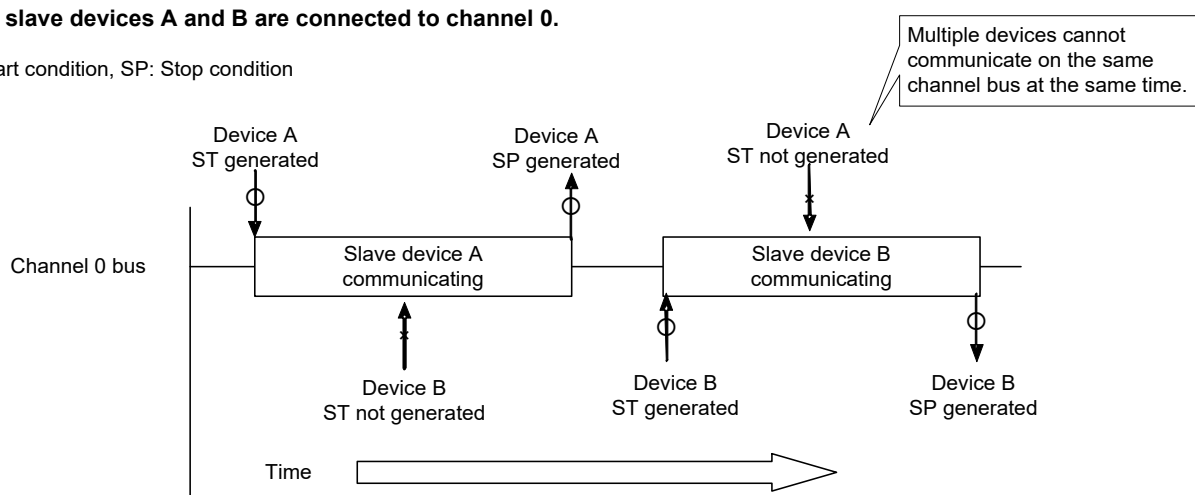 slave devices A and B are connected to channel 0.
art condition, SP: Stop condition
Multiple devices cannot
communicate on the same
channel bus at the same time.
Device A
ST generated
Device A
SP generated
Device A
ST not generated
Channel 0 bus
Slave device A
communicating
Slave device B
communicating
Device B
ST not generated
Device B
ST generated
Device B
SP generated
Time